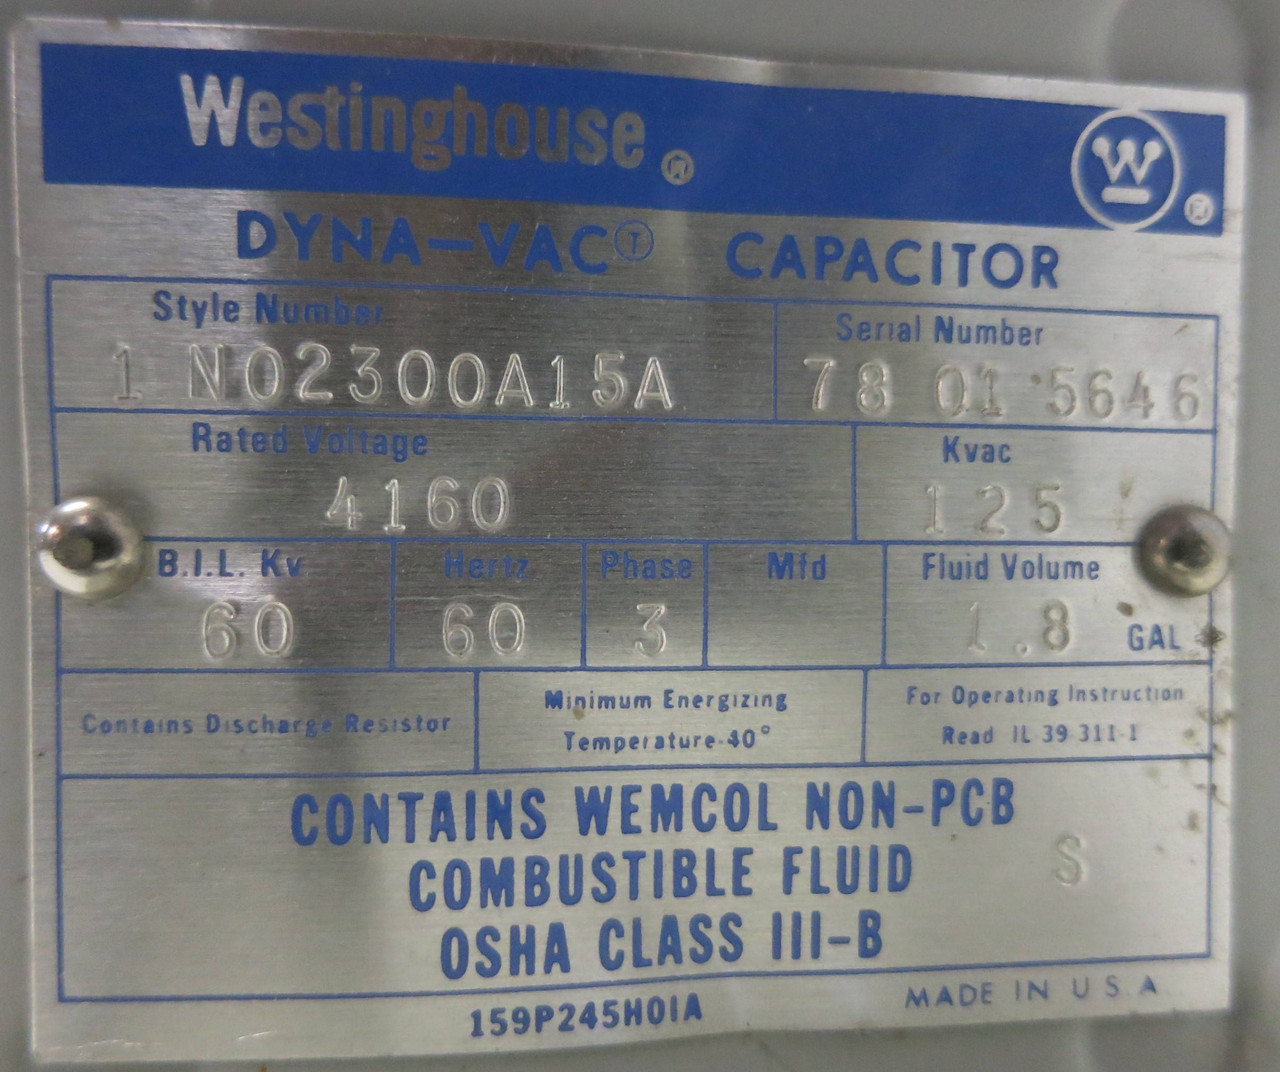 Westinghouse ®
W ®
DYNA-VAC Ⓣ CAPACITOR
Style Number
1 N02300A15A
Serial Number
78 01 5646
Rated Voltage
4160
Kvac
125
B.I.L. Kv
60
Hertz
60
Phase
3
Mfd
Fluid Volume
1.8 GAL
Contains Discharge Resistor
Minimum Energizing
Temperature-40°
For Operating Instruction
Read IL 39-311-1
CONTAINS WEMCOL NON-PCB
COMBUSTIBLE FLUID
S
OSHA CLASS III-B
159P245H01A
MADE IN U.S.A